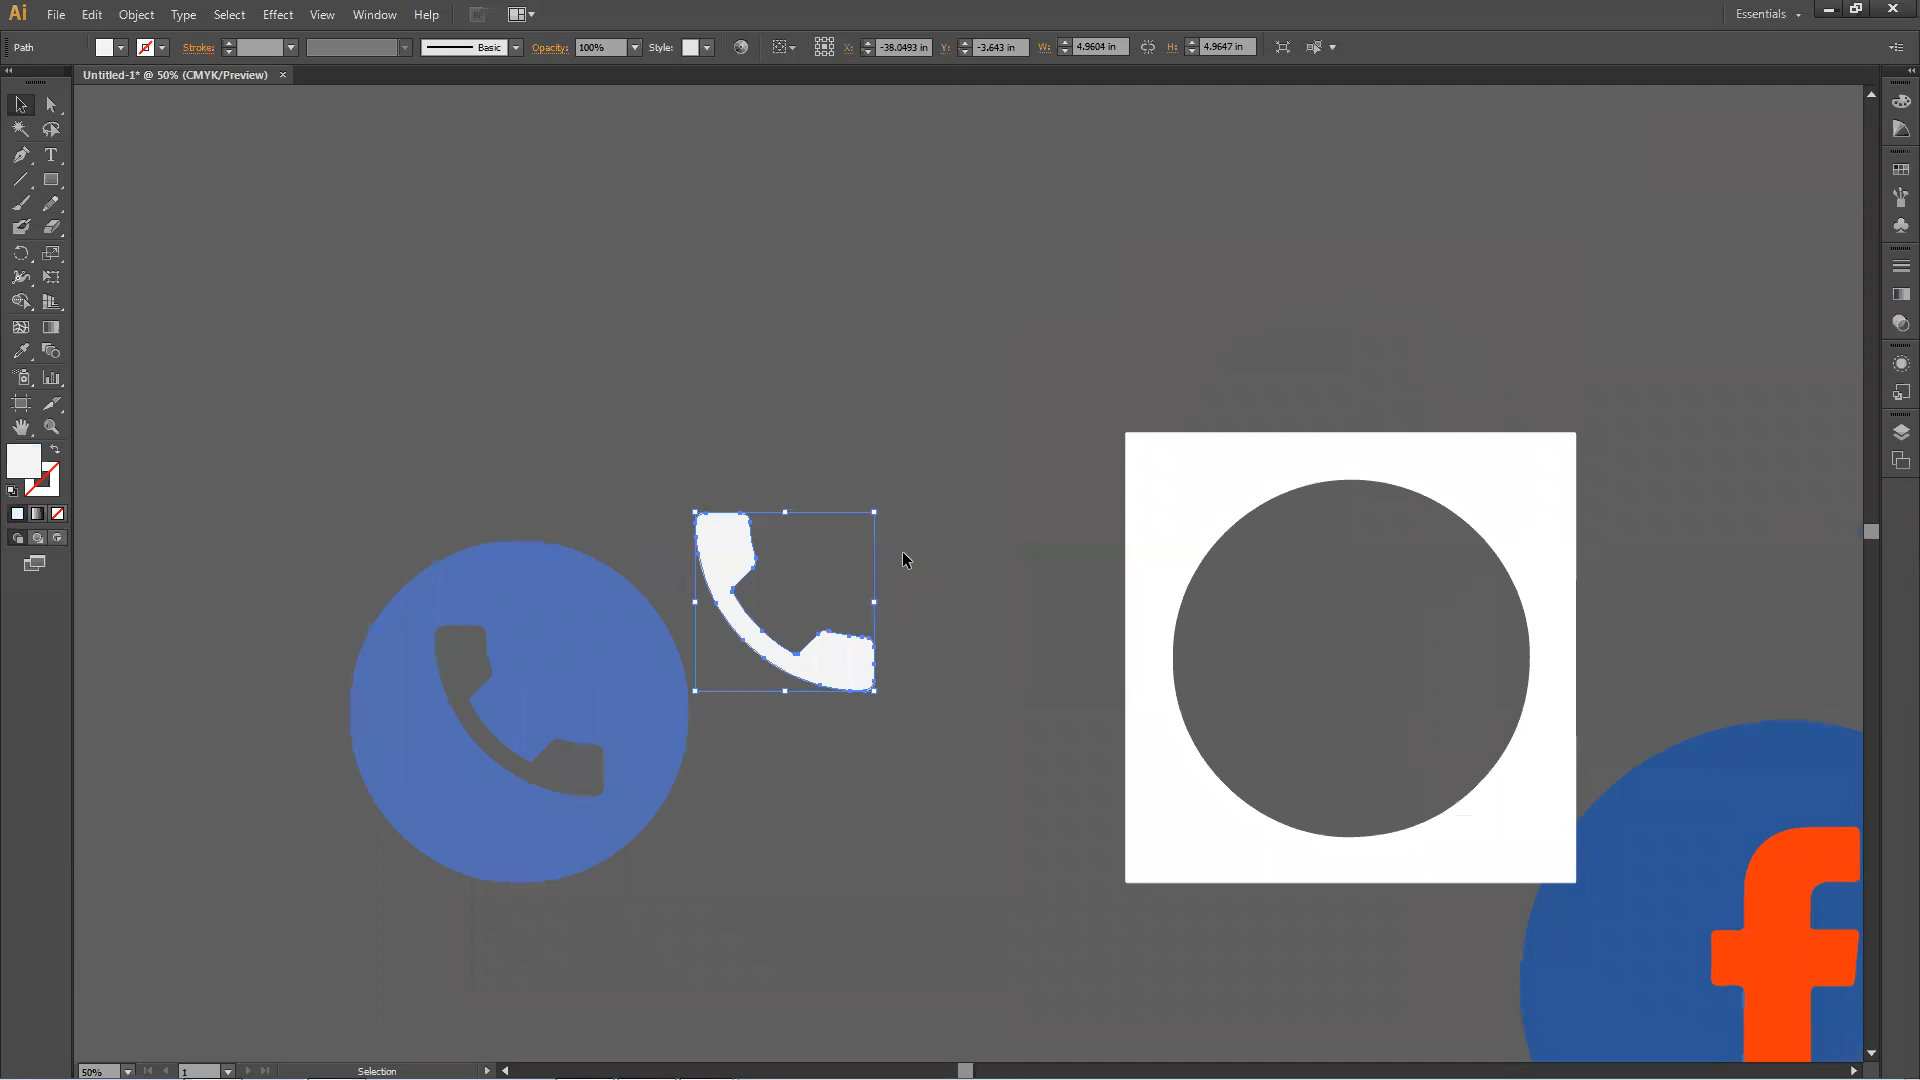 Ai File Edit Object Type Select Effect View Window Help Essentials
Path Stroke: Basic Opacity: 100% Style: X: -38.0493 in Y: -3.643 in W: 4.9604 in H: 4.9647 in
Untitled-1* @ 50% (CMYK/Preview)
T
f
50% 1 Selection